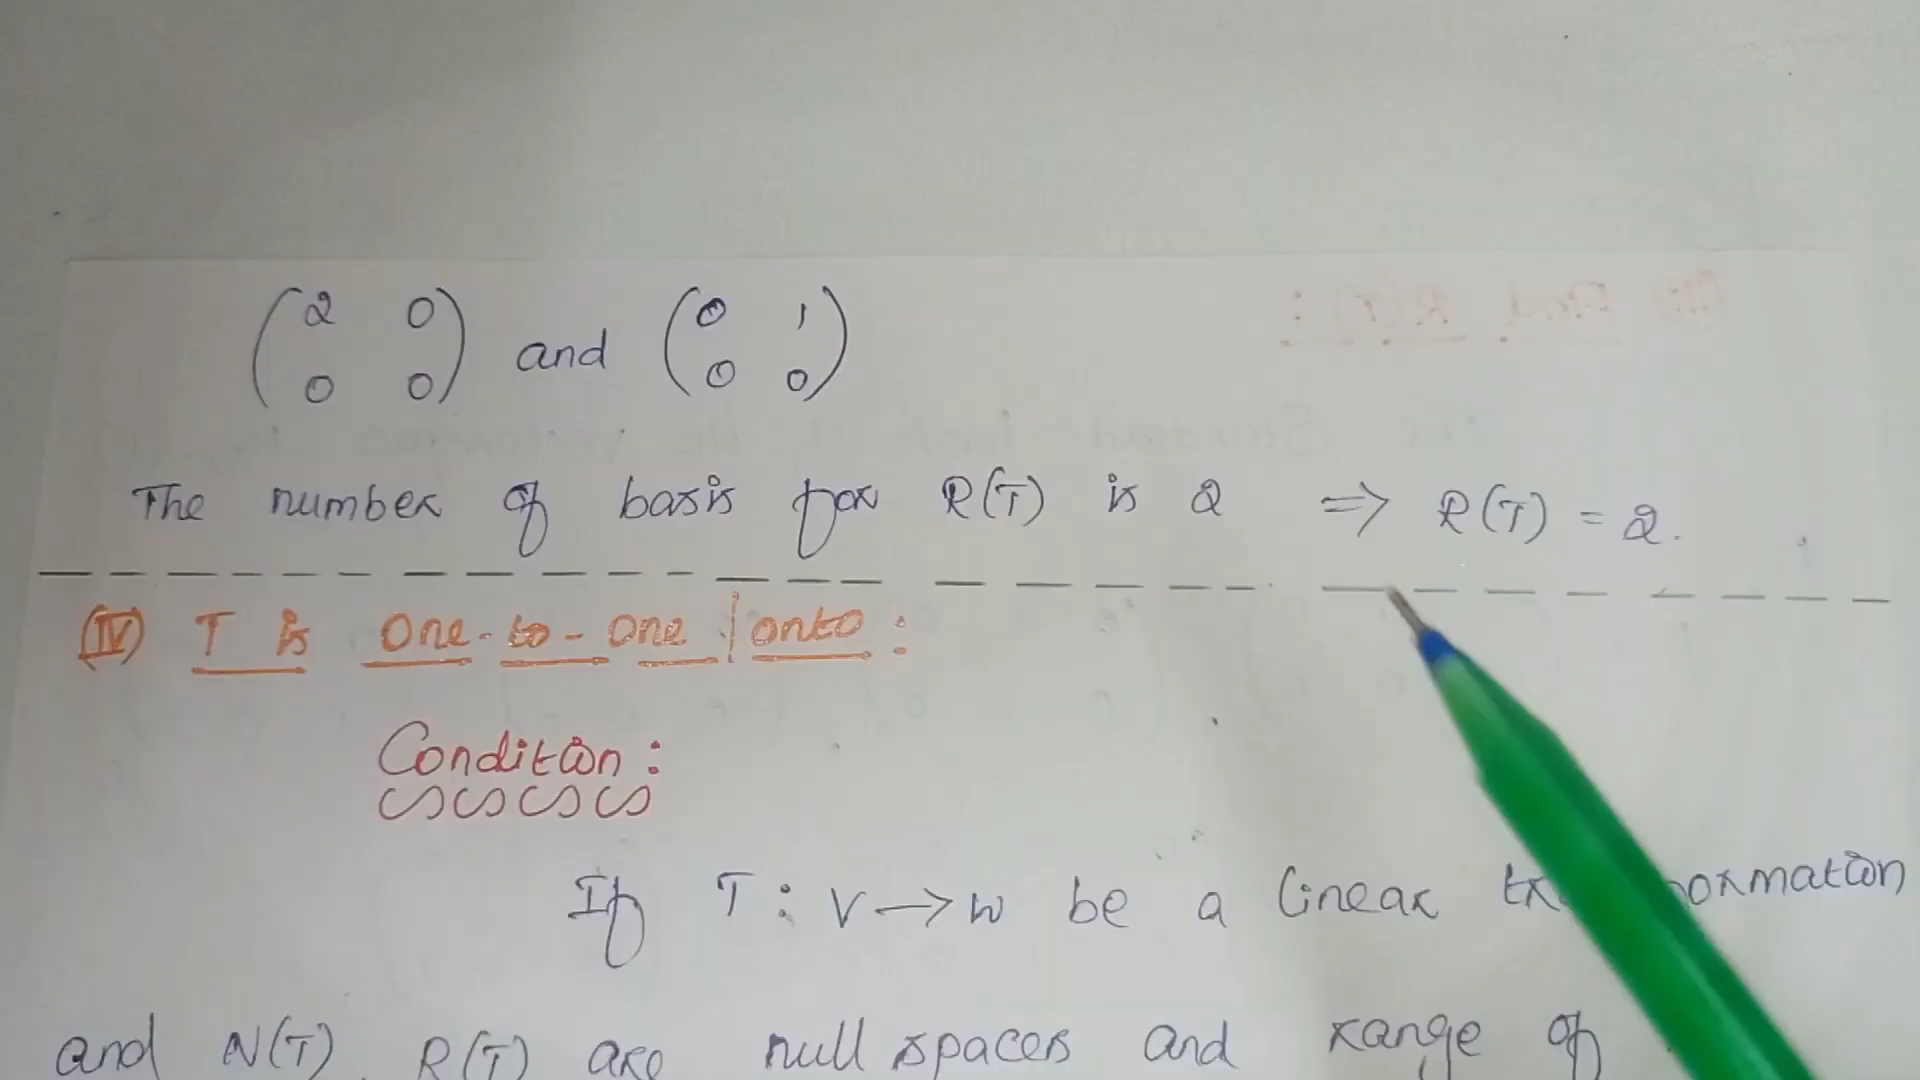 (2 0 0 0) and (0 1 0 0)
The number of basis for R(T) is 2 => R(T) = 2.
(IV) T is One-to-one | onto :
Condition :
If T : V → W be a linear
and N(T), R(T) are null spaces and range of